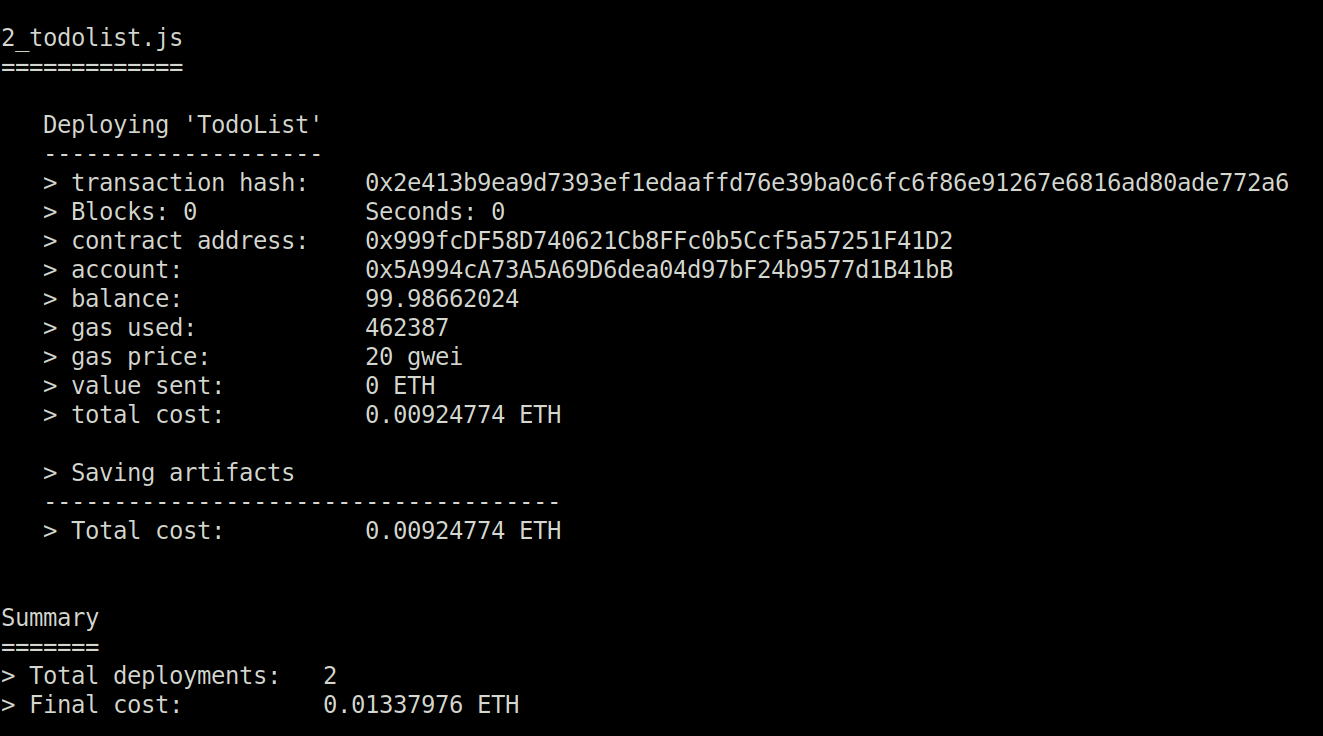 2_todolist.js
=============
Deploying 'TodoList'
--------------------
> transaction hash:    0x2e413b9ea9d7393ef1edaaffd76e39ba0c6fc6f86e91267e6816ad80ade772a6
> Blocks: 0            Seconds: 0
> contract address:    0x999fcDF58D740621Cb8FFc0b5Ccf5a57251F41D2
> account:             0x5A994cA73A5A69D6dea04d97bF24b9577d1B41bB
> balance:             99.98662024
> gas used:            462387
> gas price:           20 gwei
> value sent:          0 ETH
> total cost:          0.00924774 ETH
> Saving artifacts
-------------------------------------
> Total cost:          0.00924774 ETH
Summary
=======
> Total deployments:   2
> Final cost:          0.01337976 ETH